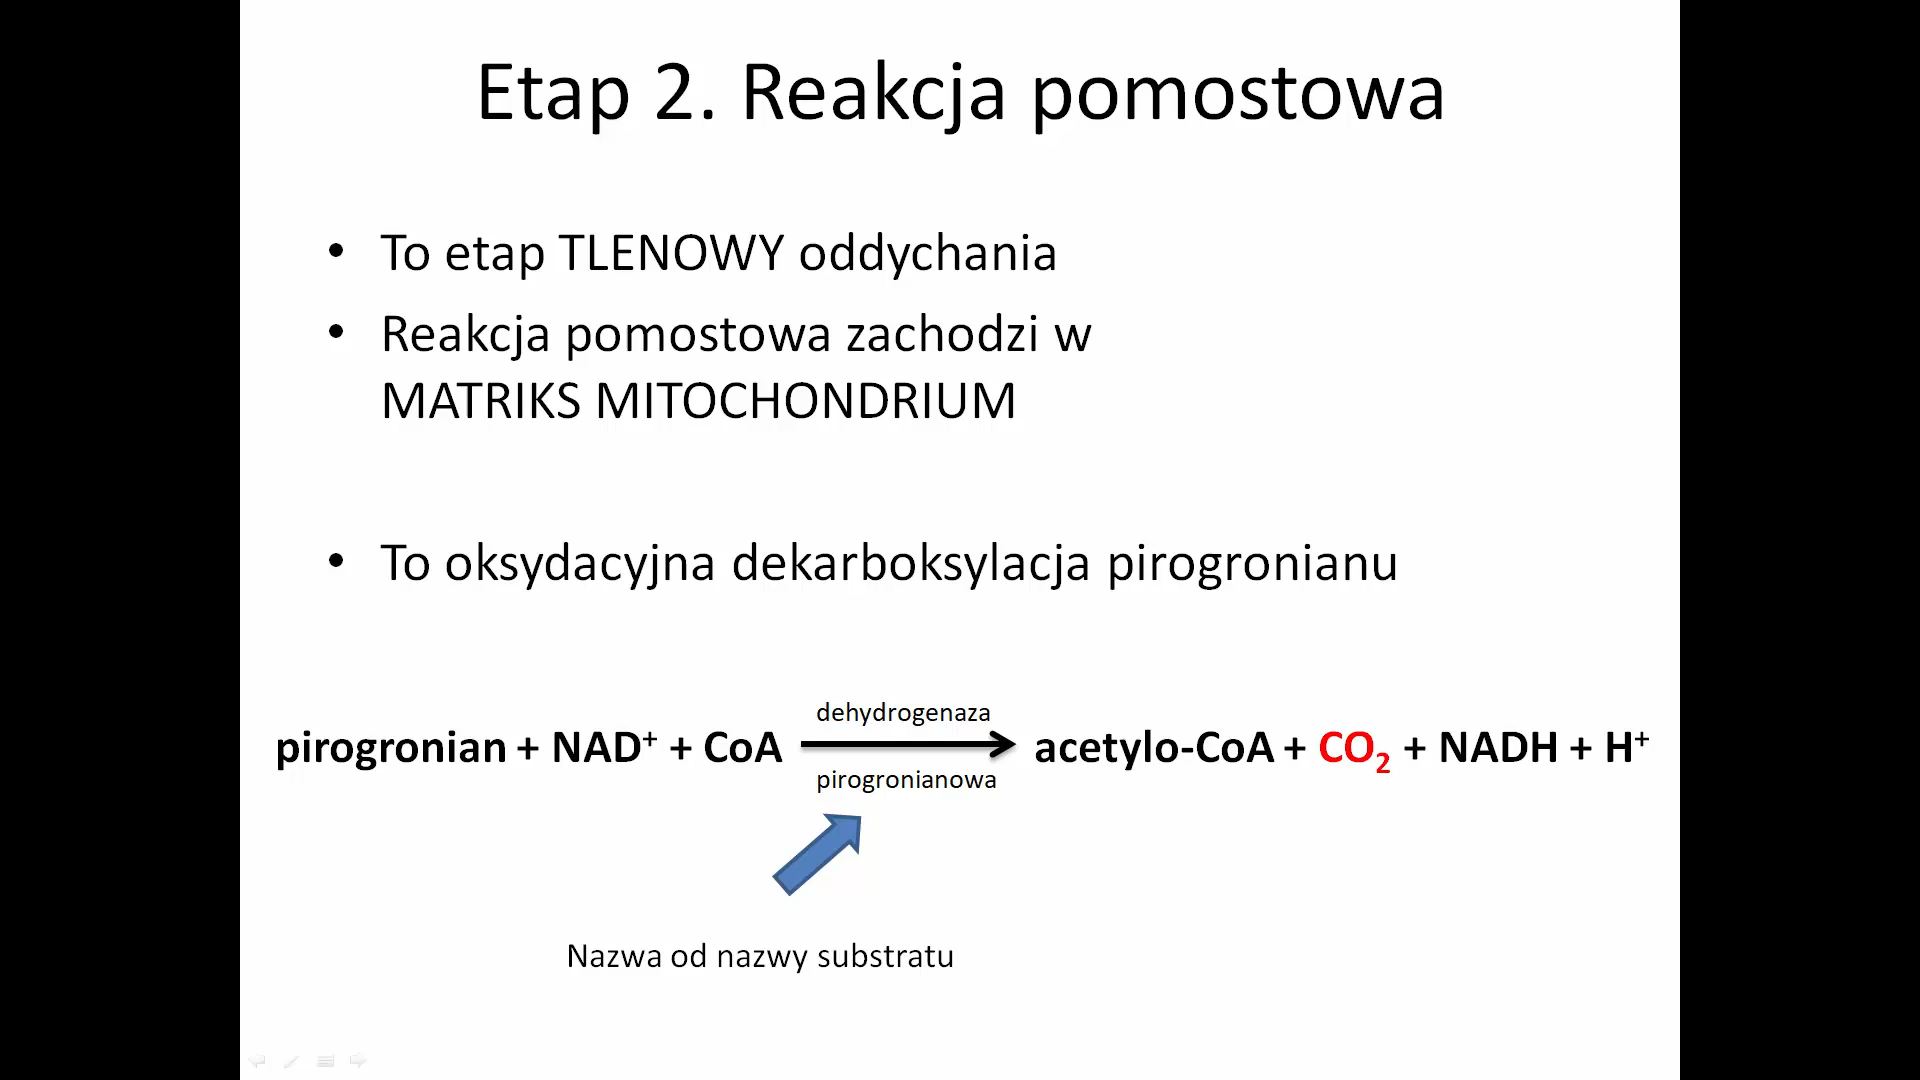 Etap 2. Reakcja pomostowa
• To etap TLENOWY oddychania
• Reakcja pomostowa zachodzi w
MATRIKS MITOCHONDRIUM
• To oksydacyjna dekarboksylacja pirogronianu
dehydrogenaza
pirogronian + NAD⁺ + CoA → acetylo-CoA + CO₂ + NADH + H⁺
pirogronianowa
Nazwa od nazwy substratu